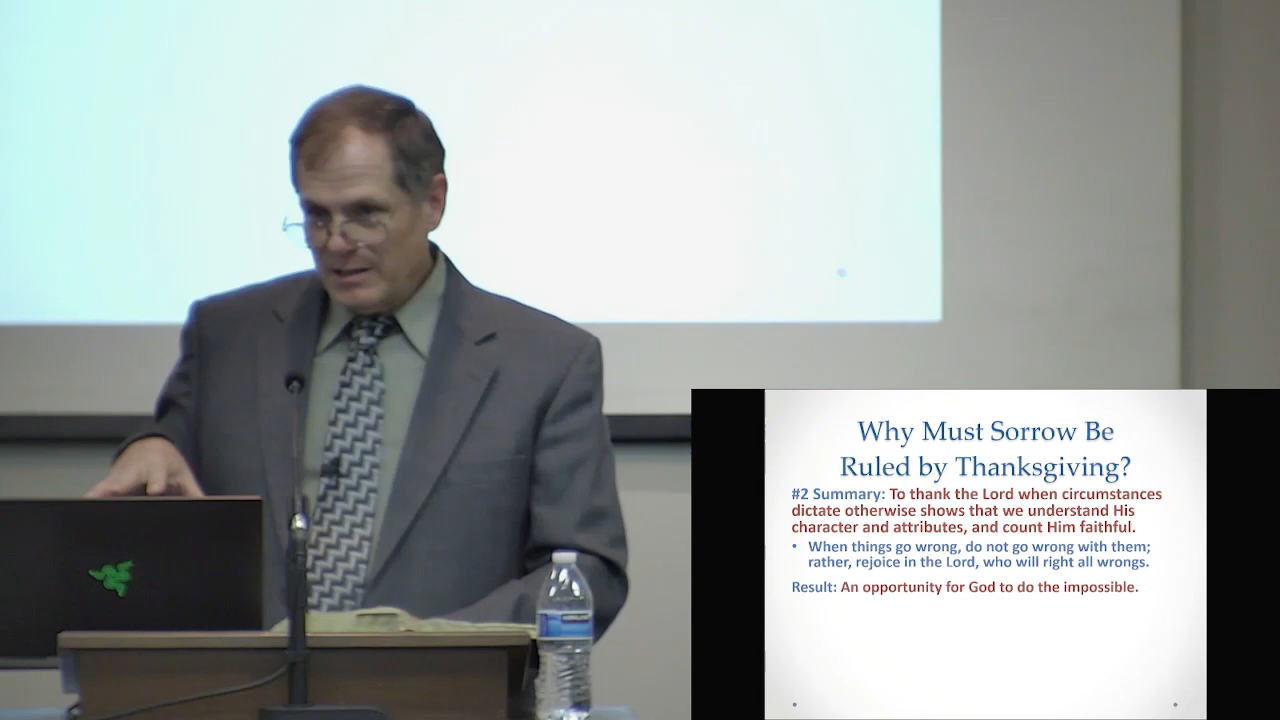 Why Must Sorrow Be
Ruled by Thanksgiving?
#2 Summary: To thank the Lord when circumstances
dictate otherwise shows that we understand His
character and attributes, and count Him faithful.
• When things go wrong, do not go wrong with them;
rather, rejoice in the Lord, who will right all wrongs.
Result: An opportunity for God to do the impossible.